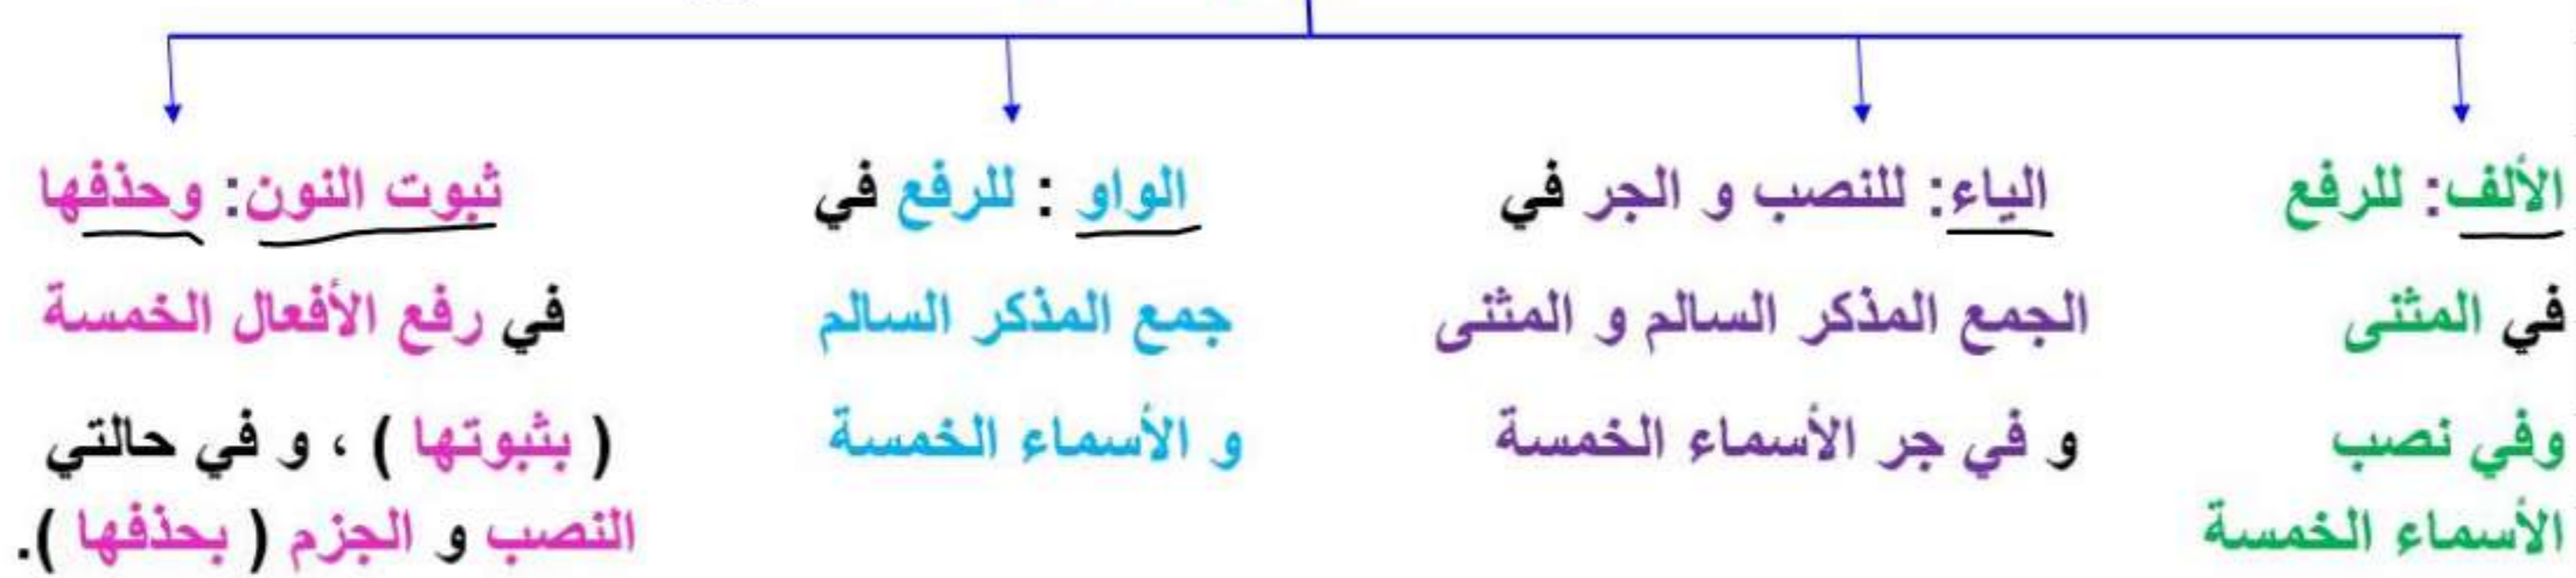 الألف: للرفع
في المثنى
وفي نصب
الأسماء الخمسة
الياء: للنصب و الجر في
الجمع المذكر السالم و المثنى
و في جر الأسماء الخمسة
الواو : للرفع في
جمع المذكر السالم
و الأسماء الخمسة
ثبوت النون: وحذفها
في رفع الأفعال الخمسة
( بثبوتها ) ، و في حالتي
النصب و الجزم ( بحذفها ).